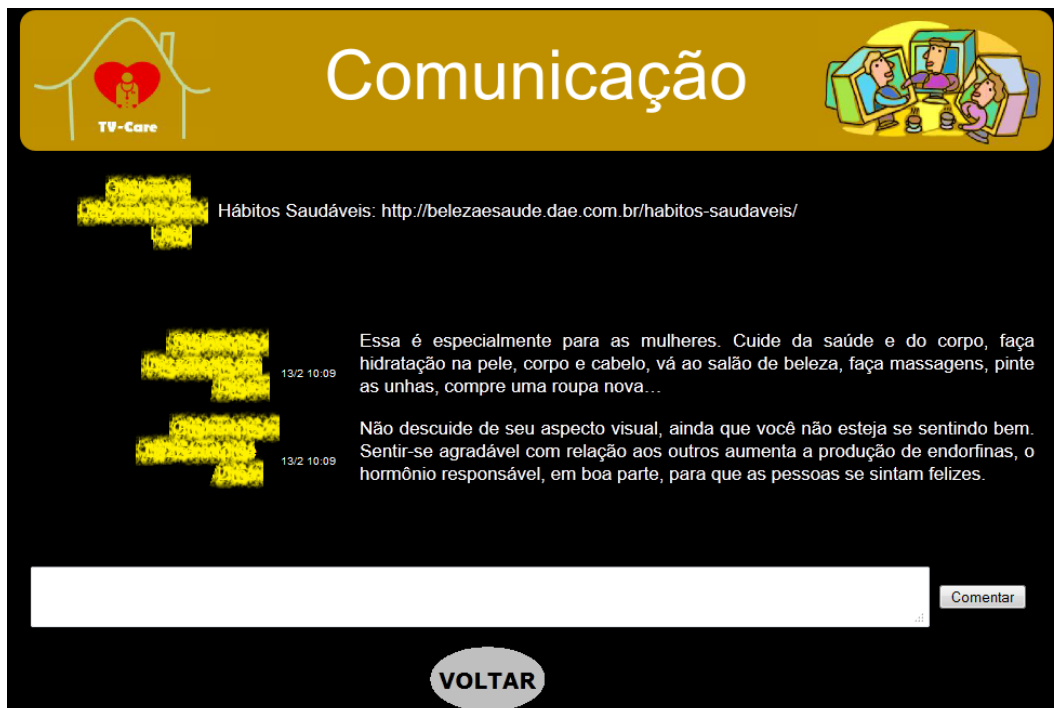 TV-Care
Comunicação
Hábitos Saudáveis: http://belezaesaude.dae.com.br/habitos-saudaveis/
13/2 10:09
Essa é especialmente para as mulheres. Cuide da saúde e do corpo, faça
hidratação na pele, corpo e cabelo, vá ao salão de beleza, faça massagens, pinte
as unhas, compre uma roupa nova…
13/2 10:09
Não descuide de seu aspecto visual, ainda que você não esteja se sentindo bem.
Sentir-se agradável com relação aos outros aumenta a produção de endorfinas, o
hormônio responsável, em boa parte, para que as pessoas se sintam felizes.
Comentar
VOLTAR